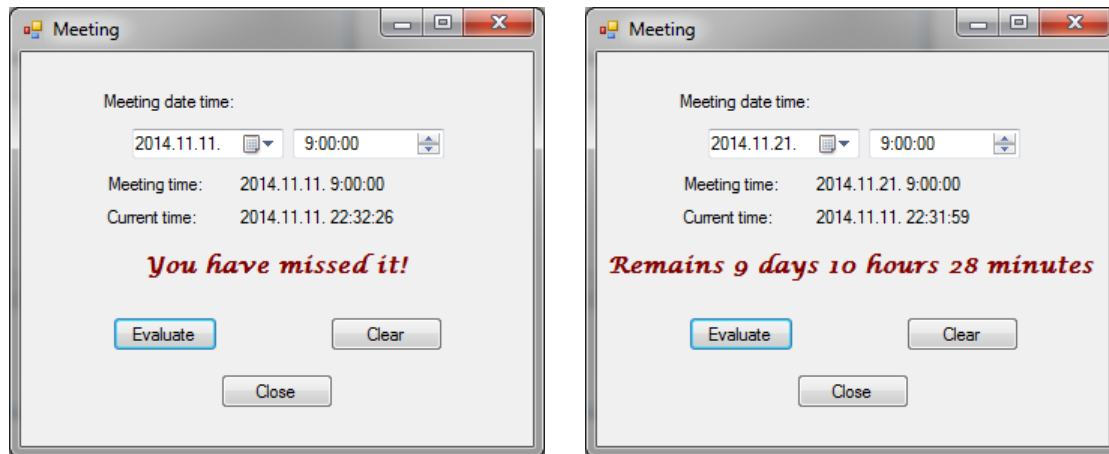 Meeting
Meeting date time:
2014.11.11. 9:00:00
Meeting time: 2014.11.11. 9:00:00
Current time: 2014.11.11. 22:32:26
You have missed it!
Evaluate Clear
Close
Meeting
Meeting date time:
2014.11.21. 9:00:00
Meeting time: 2014.11.21. 9:00:00
Current time: 2014.11.11. 22:31:59
Remains 9 days 10 hours 28 minutes
Evaluate Clear
Close